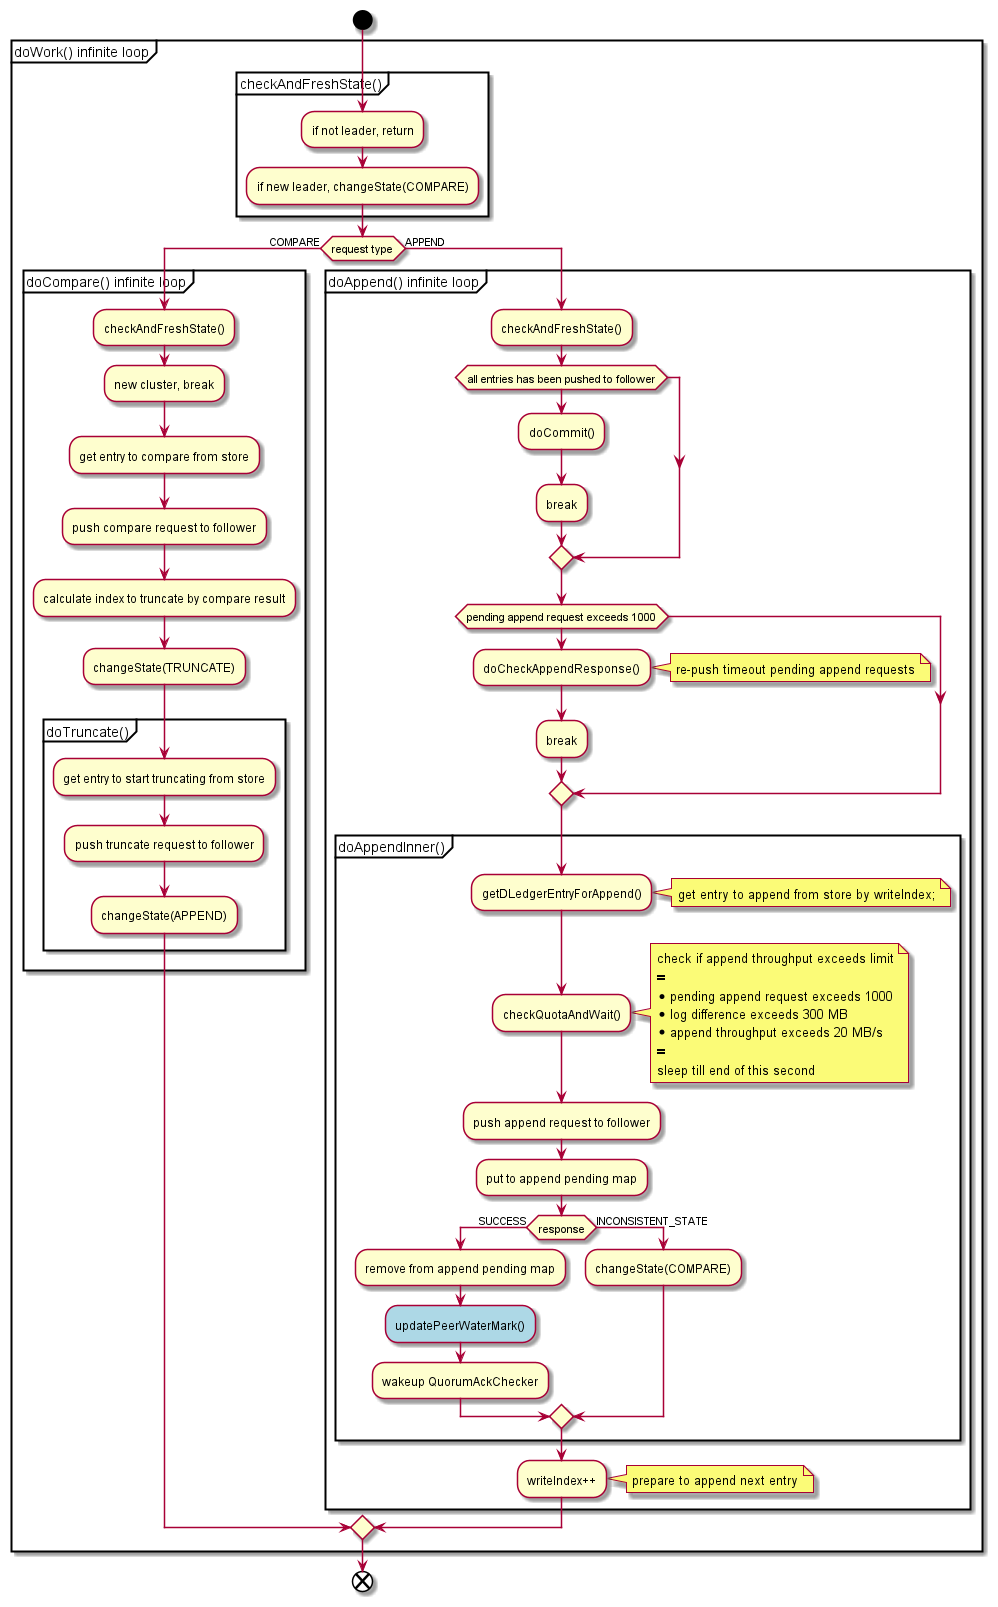 doWork() infinite loop
checkAndFreshState()
if not leader, return
if new leader, changeState(COMPARE)
COMPARE
request type
APPEND
doCompare() infinite loop
checkAndFreshState()
new cluster, break
get entry to compare from store
push compare request to follower
calculate index to truncate by compare result
changeState(TRUNCATE)
doTruncate()
get entry to start truncating from store
push truncate request to follower
changeState(APPEND)
doAppend() infinite loop
checkAndFreshState()
all entries has been pushed to follower
doCommit()
break
pending append request exceeds 1000
doCheckAppendResponse()
re-push timeout pending append requests
break
doAppendInner()
getDLedgerEntryForAppend()
get entry to append from store by writeIndex;
checkQuotaAndWait()
check if append throughput exceeds limit
=
• pending append request exceeds 1000
• log difference exceeds 300 MB
• append throughput exceeds 20 MB/s
=
sleep till end of this second
push append request to follower
put to append pending map
SUCCESS
response
INCONSISTENT_STATE
remove from append pending map
updatePeerWaterMark()
wakeup QuorumAckChecker
changeState(COMPARE)
writeIndex++
prepare to append next entry